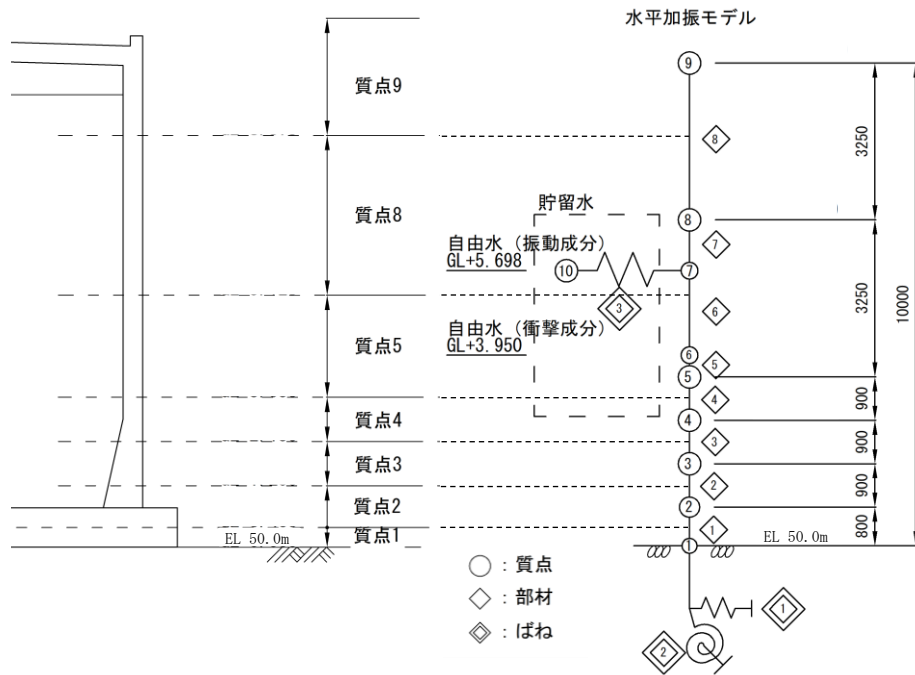 水平加振モデル
質点9
質点8
質点5
質点4
質点3
質点2
質点1
EL 50.0m
貯留水
自由水（振動成分）
GL+5.698
自由水（衝撃成分）
GL+3.950
9
8
7
6
5
4
3
2
1
10
8
7
6
5
4
3
2
1
3
1
2
3250
3250
900
900
900
800
10000
EL 50.0m
：質点
：部材
：ばね